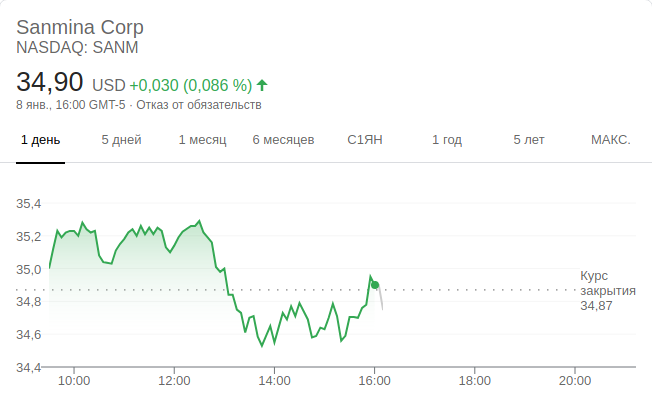 Sanmina Corp
NASDAQ: SANM
34,90 USD +0,030 (0,086 %)
8 янв., 16:00 GMT-5 · Отказ от обязательств
1 день 5 дней 1 месяц 6 месяцев С1ЯН 1 год 5 лет МАКС.
35,4
35,2
35,0
34,8
34,6
34,4
Курс
закрытия
34,87
10:00 12:00 14:00 16:00 18:00 20:00